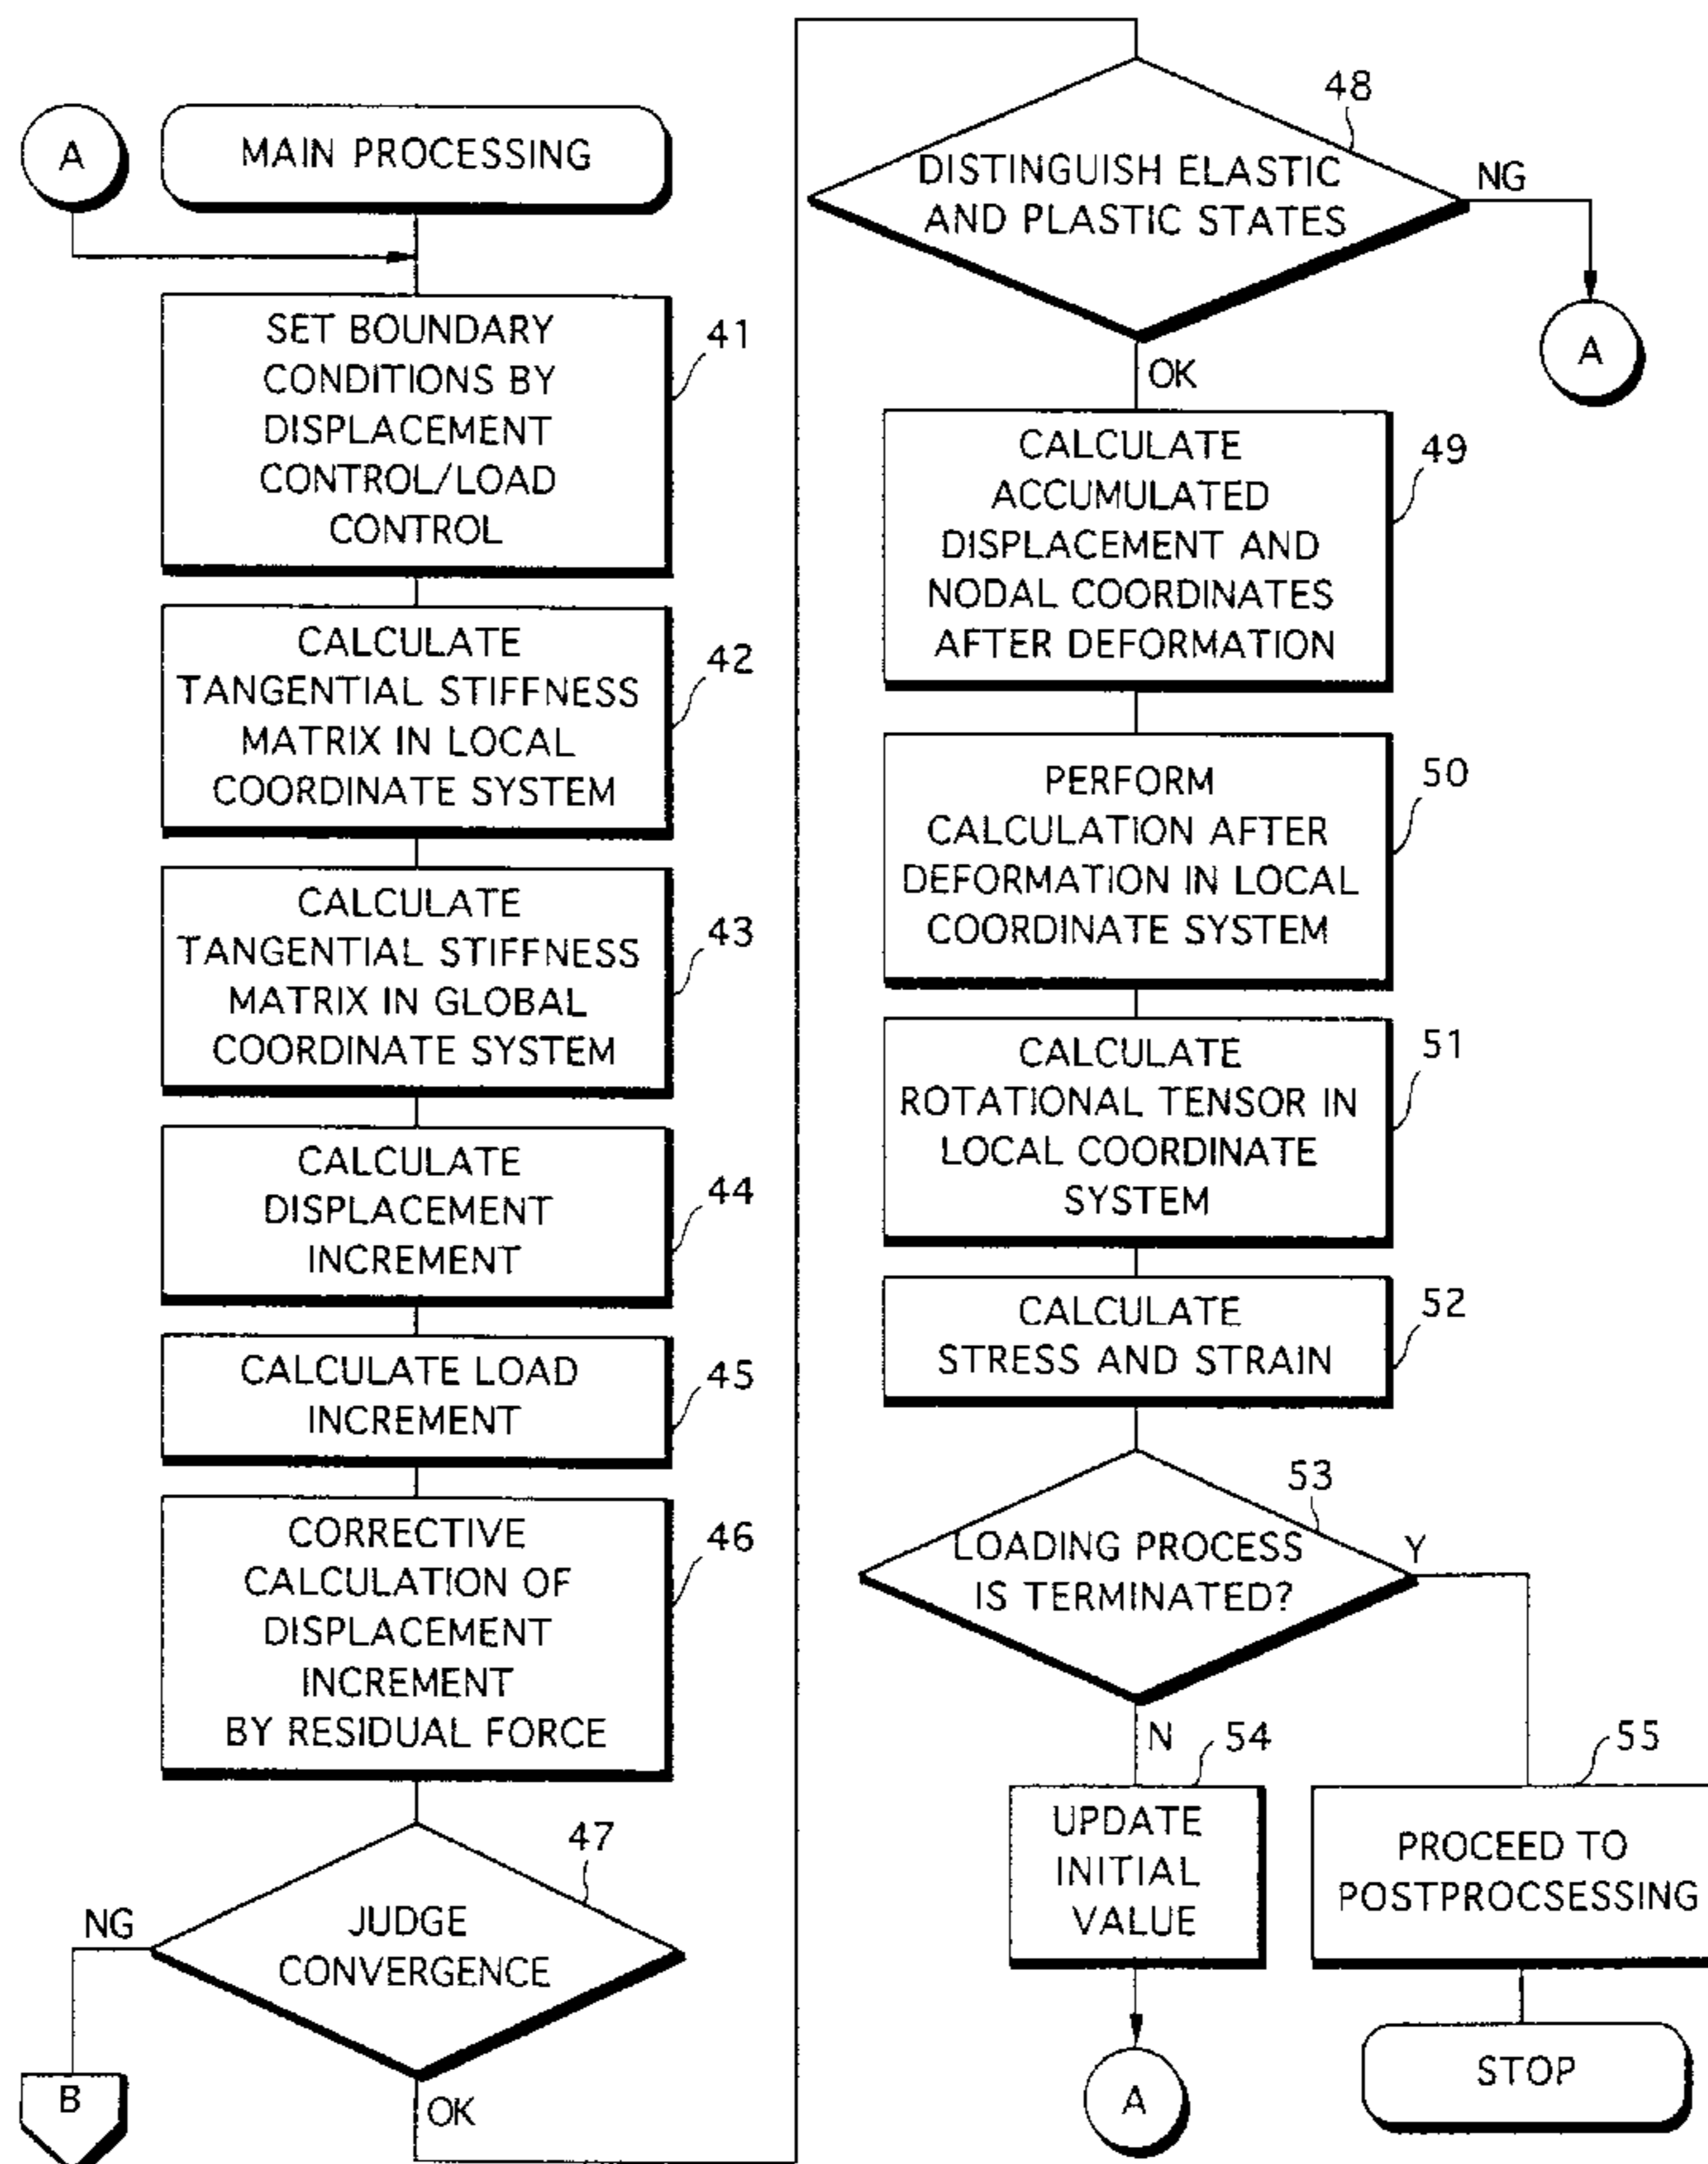 A
MAIN PROCESSING
SET BOUNDARY
CONDITIONS BY
DISPLACEMENT
CONTROL/LOAD
CONTROL
41
CALCULATE
TANGENTIAL STIFFNESS
MATRIX IN LOCAL
COORDINATE SYSTEM
42
CALCULATE
TANGENTIAL STIFFNESS
MATRIX IN GLOBAL
COORDINATE SYSTEM
43
CALCULATE
DISPLACEMENT
INCREMENT
44
CALCULATE LOAD
INCREMENT
45
CORRECTIVE
CALCULATION OF
DISPLACEMENT
INCREMENT
BY RESIDUAL FORCE
46
47
JUDGE
CONVERGENCE
NG
B
OK
48
DISTINGUISH ELASTIC
AND PLASTIC STATES
NG
A
OK
CALCULATE
ACCUMULATED
DISPLACEMENT AND
NODAL COORDINATES
AFTER DEFORMATION
49
PERFORM
CALCULATION AFTER
DEFORMATION IN LOCAL
COORDINATE SYSTEM
50
CALCULATE
ROTATIONAL TENSOR IN
LOCAL COORDINATE
SYSTEM
51
CALCULATE
STRESS AND STRAIN
52
53
LOADING PROCESS
IS TERMINATED?
Y
N
54
UPDATE
INITIAL
VALUE
A
55
PROCEED TO
POSTPROCSESSING
STOP